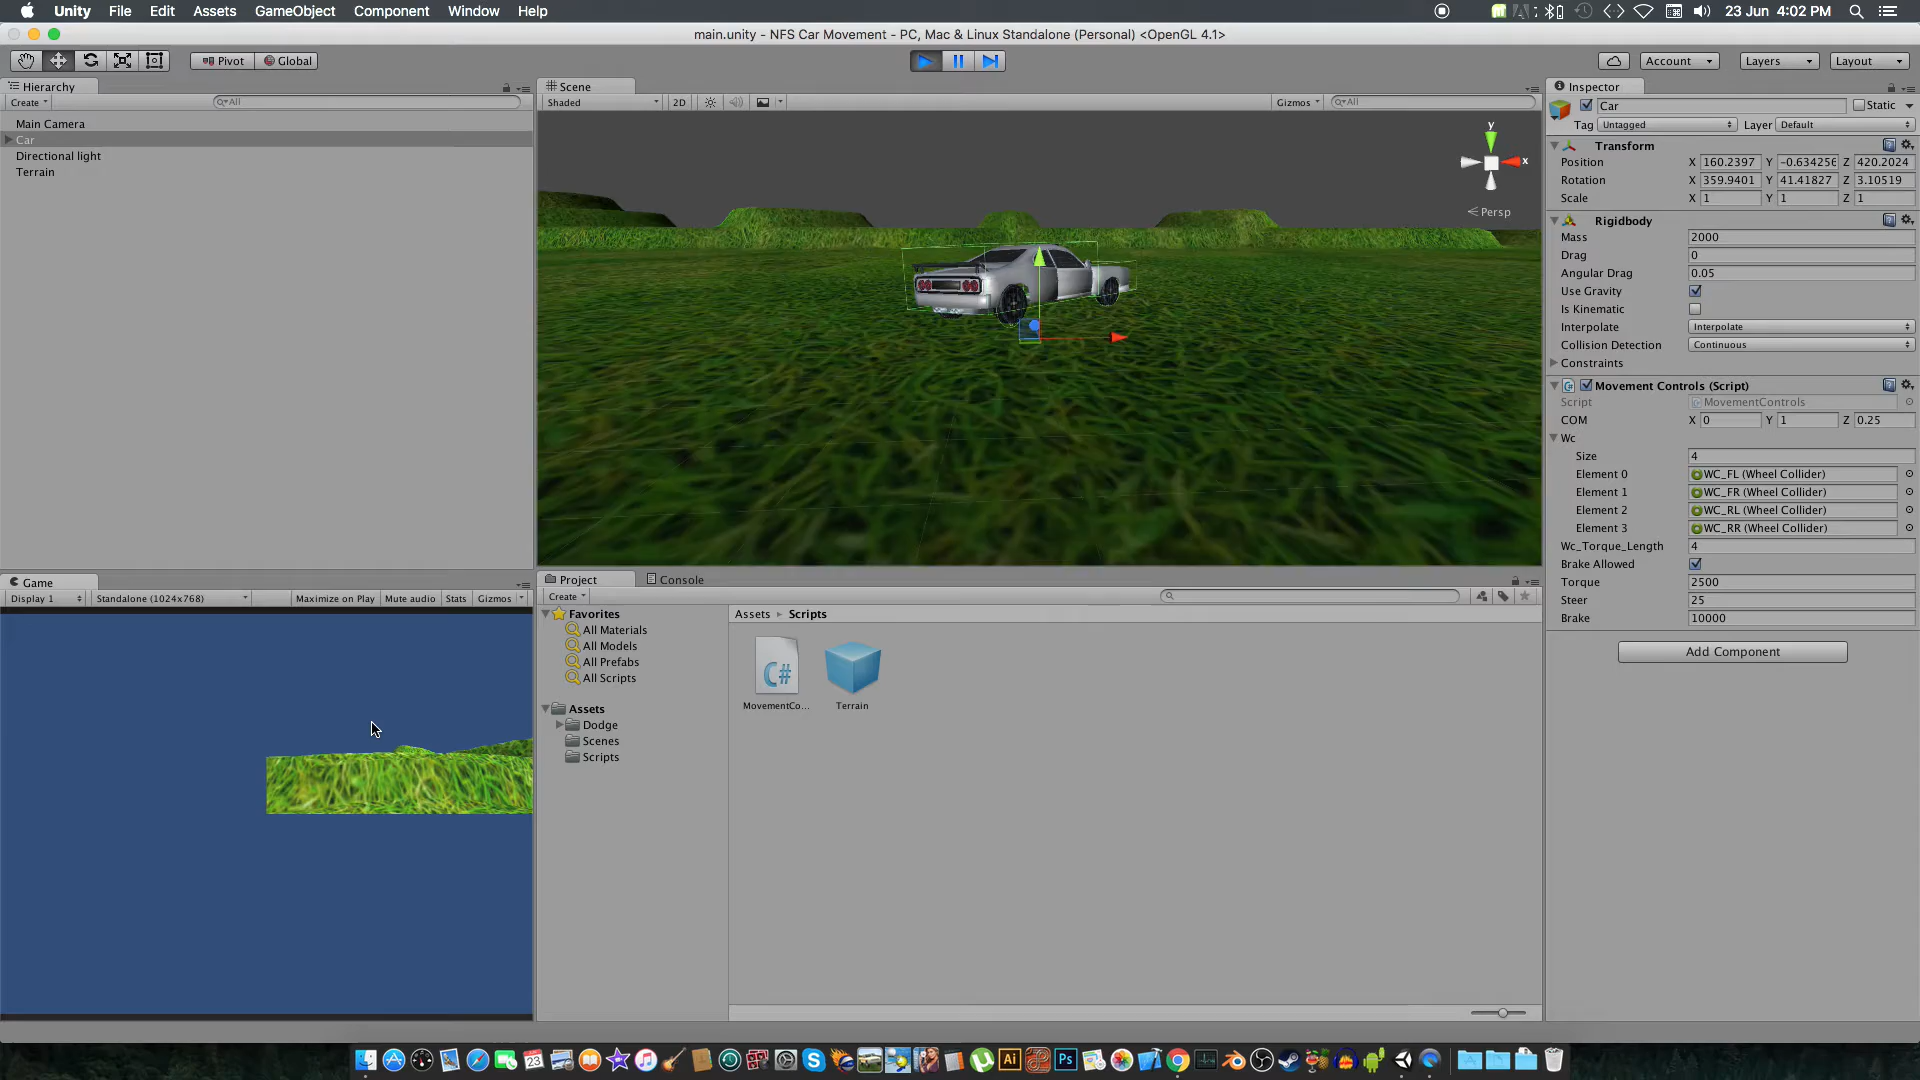 Unity File Edit Assets GameObject Component Window Help 23 Jun 4:02 PM
main.unity - NFS Car Movement - PC, Mac & Linux Standalone (Personal) <OpenGL 4.1>
Pivot Global Account Layers Layout
Hierarchy
Create All
Main Camera
Car
Directional light
Terrain
Scene
Shaded 2D Gizmos All
y
x
Persp
Game
Display 1 Standalone (1024x768) Maximize on Play Mute audio Stats Gizmos
Project Console
Create
Favorites
All Materials
All Models
All Prefabs
All Scripts
Assets
Dodge
Scenes
Scripts
Assets Scripts
C#
MovementCo... Terrain
Inspector
Car Static
Tag Untagged Layer Default
Transform
Position X 160.2397 Y -0.634256 Z 420.2024
Rotation X 359.9401 Y 41.41827 Z 3.10519
Scale X 1 Y 1 Z 1
Rigidbody
Mass 2000
Drag 0
Angular Drag 0.05
Use Gravity
Is Kinematic
Interpolate Interpolate
Collision Detection Continuous
Constraints
Movement Controls (Script)
Script MovementControls
COM X 0 Y 1 Z 0.25
Wc
Size 4
Element 0 WC_FL (Wheel Collider)
Element 1 WC_FR (Wheel Collider)
Element 2 WC_RL (Wheel Collider)
Element 3 WC_RR (Wheel Collider)
Wc_Torque_Length 4
Brake Allowed
Torque 2500
Steer 25
Brake 10000
Add Component
23 Ai Ps